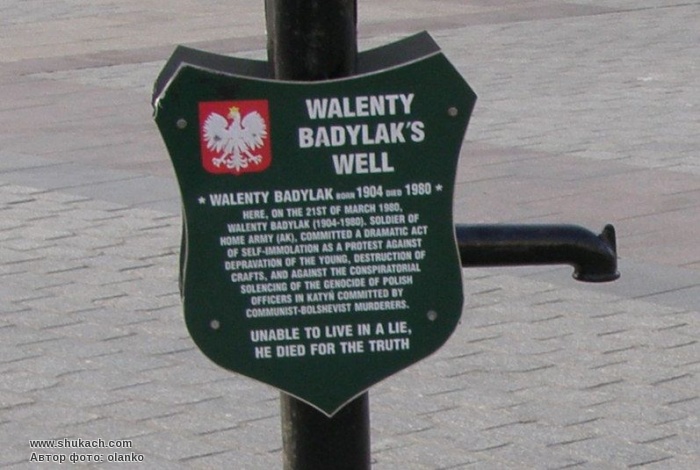 WALENTY
BADYLAK'S
WELL
* WALENTY BADYLAK BORN 1904 DIED 1980 *
HERE, ON THE 21ST OF MARCH 1980,
WALENTY BADYLAK (1904-1980), SOLDIER OF
HOME ARMY (AK), COMMITTED A DRAMATIC ACT
OF SELF-IMMOLATION AS A PROTEST AGAINST
DEPRAVATION OF THE YOUNG, DESTRUCTION OF
CRAFTS, AND AGAINST THE CONSPIRATORIAL
SOLENCING OF THE GENOCIDE OF POLISH
OFFICERS IN KATYŃ COMMITTED BY
COMMUNIST-BOLSHEVIST MURDERERS.
UNABLE TO LIVE IN A LIE,
HE DIED FOR THE TRUTH
www.shukach.com
Автор фото: olanko